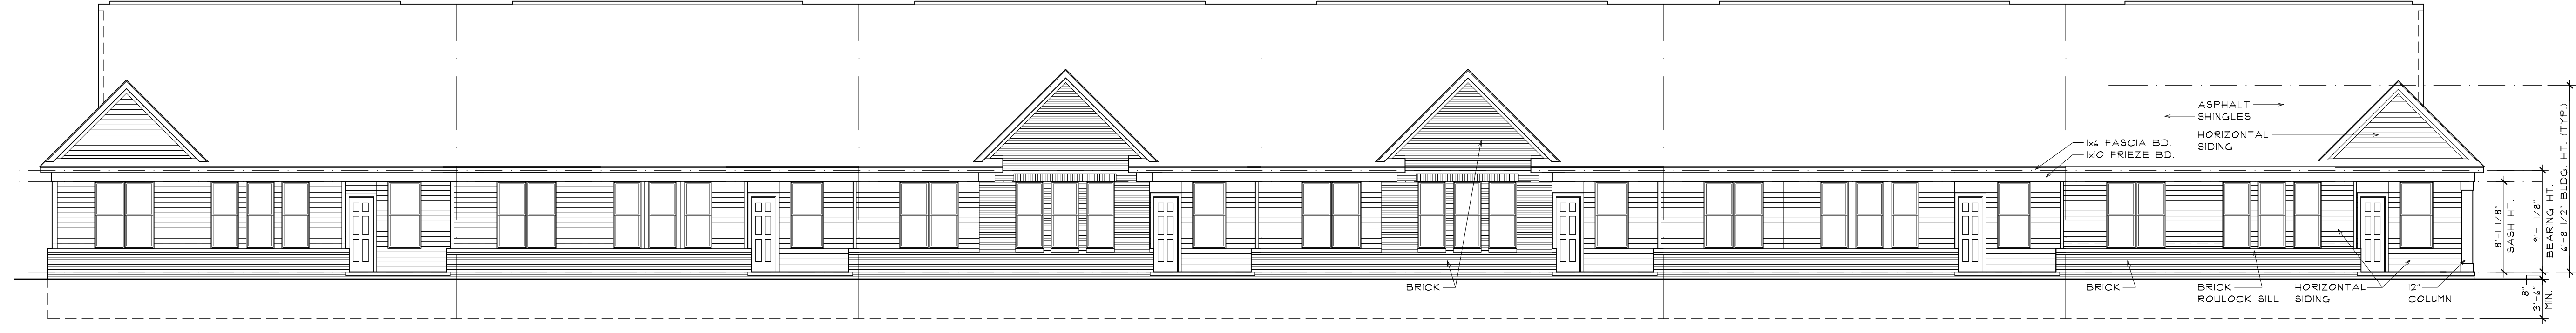 ASPHALT
SHINGLES
HORIZONTAL
SIDING
1x6 FASCIA BD.
1x10 FRIEZE BD.
BRICK
BRICK
BRICK
ROWLOCK SILL
HORIZONTAL
SIDING
12"
COLUMN
8'-1 1/8"
SASH HT.
9'-1 1/8"
BEARING HT.
16'-8 1/2" BLDG. HT. (TYP.)
8"
3'-6"
MIN.